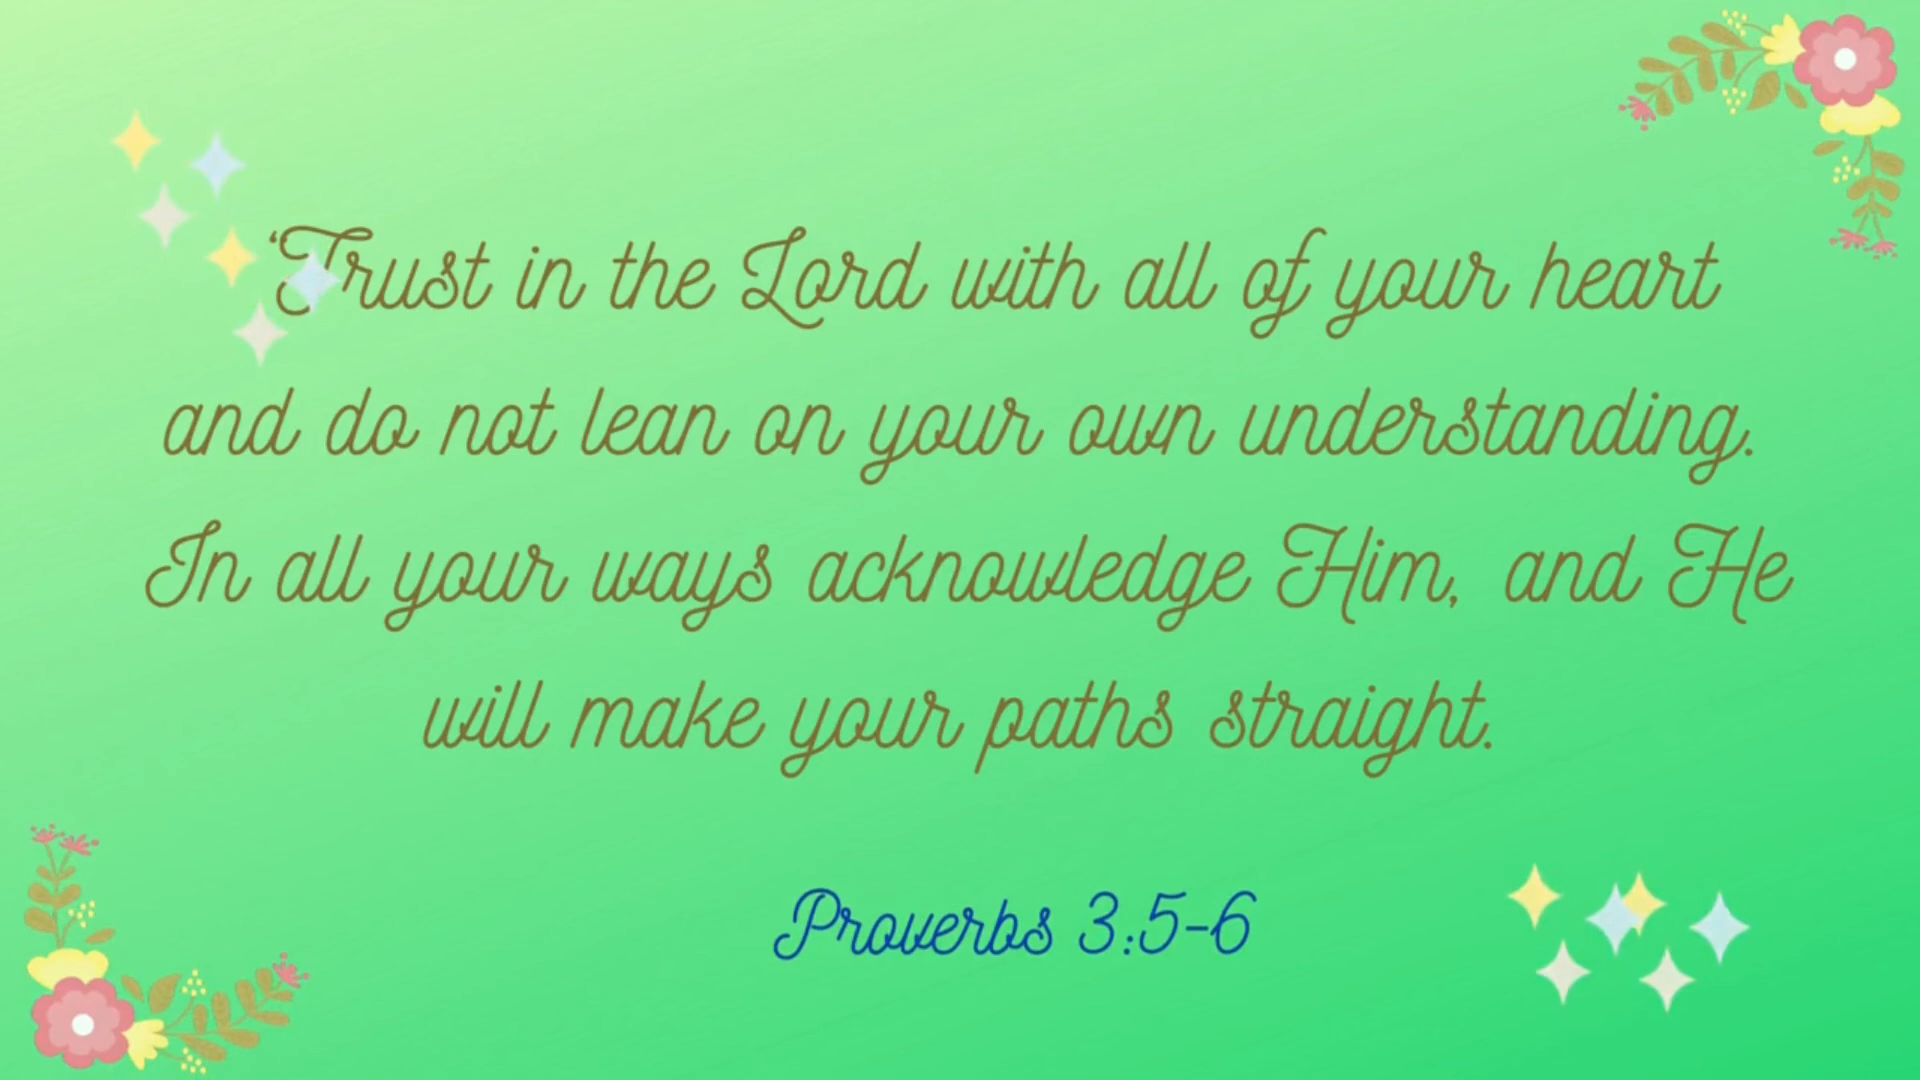 ‘Trust in the Lord with all of your heart
and do not lean on your own understanding.
In all your ways acknowledge Him, and He
will make your paths straight.
Proverbs 3:5-6